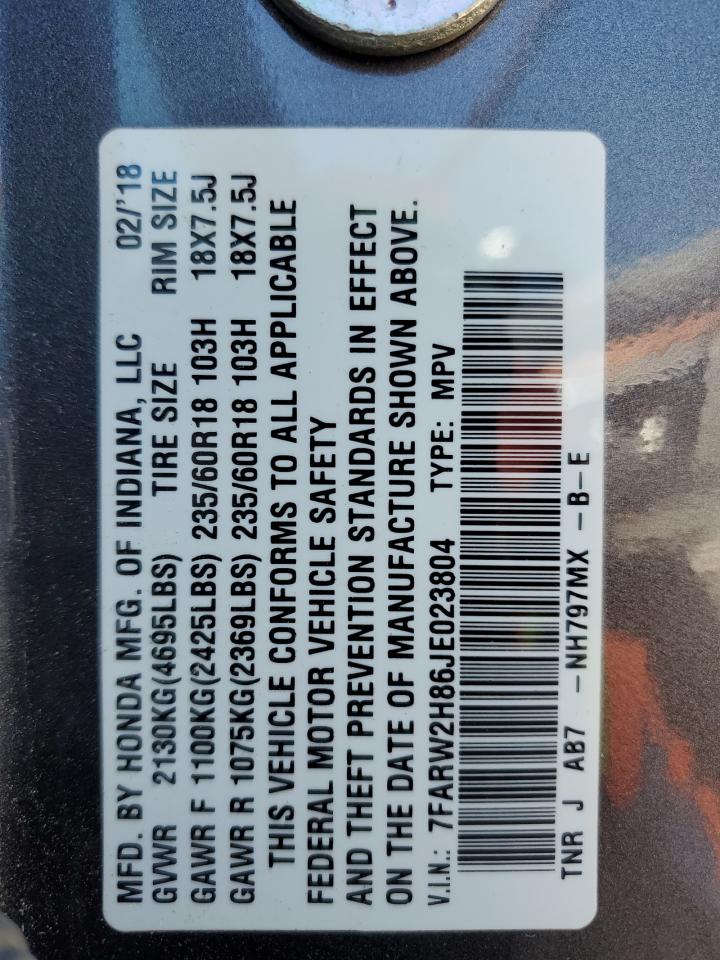 MFD. BY HONDA MFG. OF INDIANA, LLC 02/'18
GVWR 2130KG(4695LBS) TIRE SIZE RIM SIZE
GAWR F 1100KG(2425LBS) 235/60R18 103H 18X7.5J
GAWR R 1075KG(2369LBS) 235/60R18 103H 18X7.5J
THIS VEHICLE CONFORMS TO ALL APPLICABLE
FEDERAL MOTOR VEHICLE SAFETY
AND THEFT PREVENTION STANDARDS IN EFFECT
ON THE DATE OF MANUFACTURE SHOWN ABOVE.
V.I.N.: 7FARW2H86JE023804 TYPE: MPV
TNR J AB7 -NH797MX -B-E